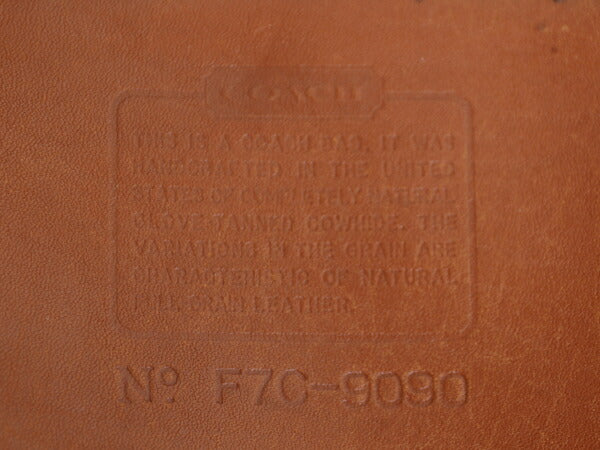 COACH
THIS IS A COACH BAG. IT WAS
HANDCRAFTED IN THE UNITED
STATES OF COMPLETELY NATURAL
GLOVE-TANNED COWHIDE. THE
VARIATIONS IN THE GRAIN ARE
CHARACTERISTIC OF NATURAL
FULL GRAIN LEATHER.
Nº F7C-9090